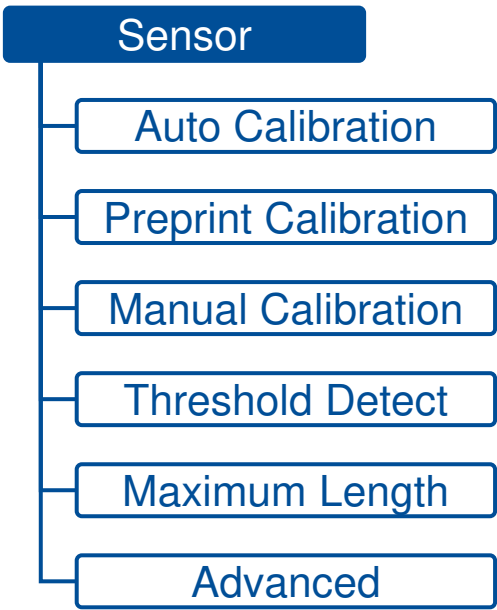 Sensor
Auto Calibration
Preprint Calibration
Manual Calibration
Threshold Detect
Maximum Length
Advanced